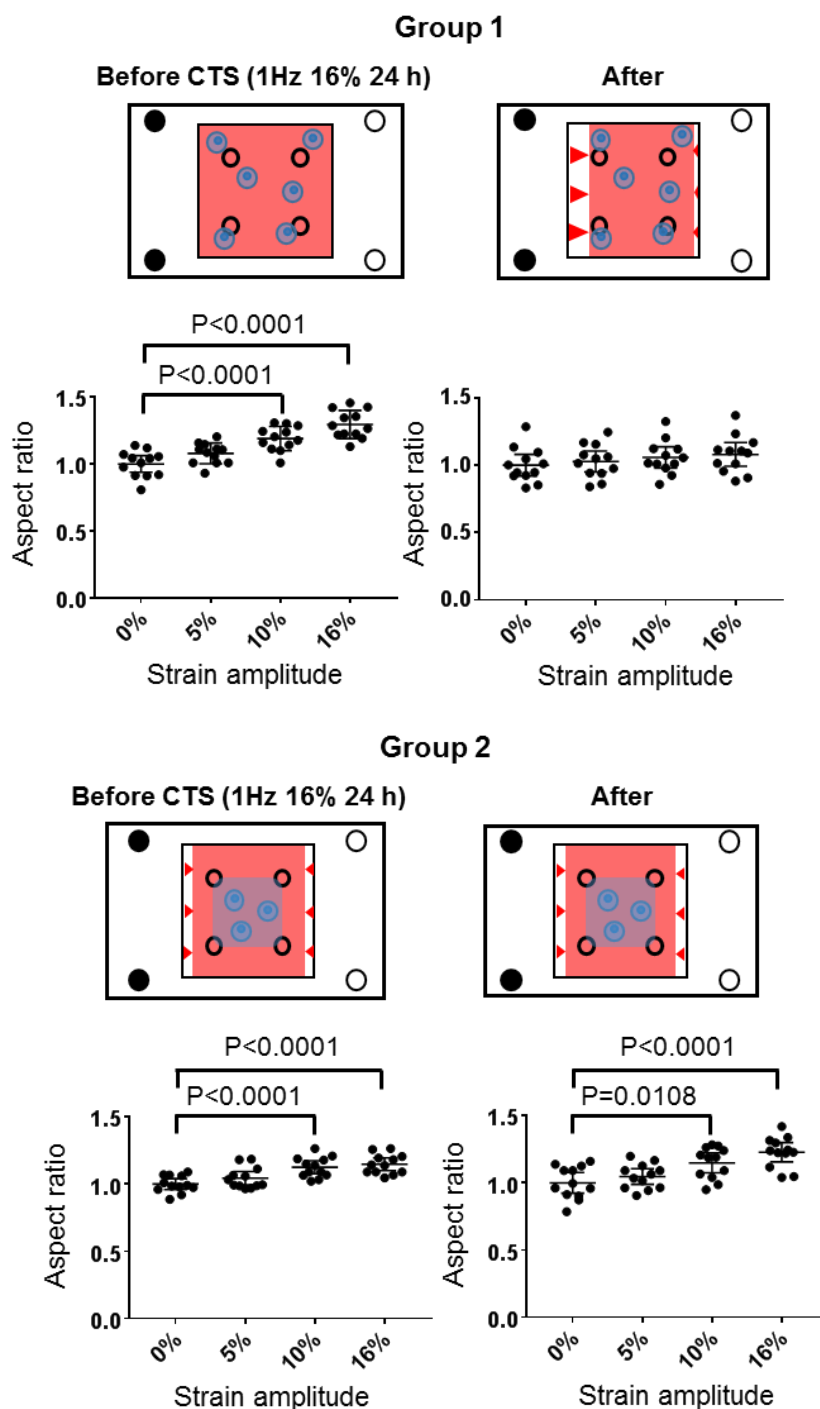 Group 1
Before CTS (1Hz 16% 24 h)
After
P<0.0001
P<0.0001
Aspect ratio
1.5
1.0
0.5
0.0
0%
5%
10%
16%
Strain amplitude
Aspect ratio
1.5
1.0
0.5
0.0
0%
5%
10%
16%
Strain amplitude
Group 2
Before CTS (1Hz 16% 24 h)
After
P<0.0001
P<0.0001
Aspect ratio
1.5
1.0
0.5
0.0
0%
5%
10%
16%
Strain amplitude
P<0.0001
P=0.0108
Aspect ratio
1.5
1.0
0.5
0.0
0%
5%
10%
16%
Strain amplitude